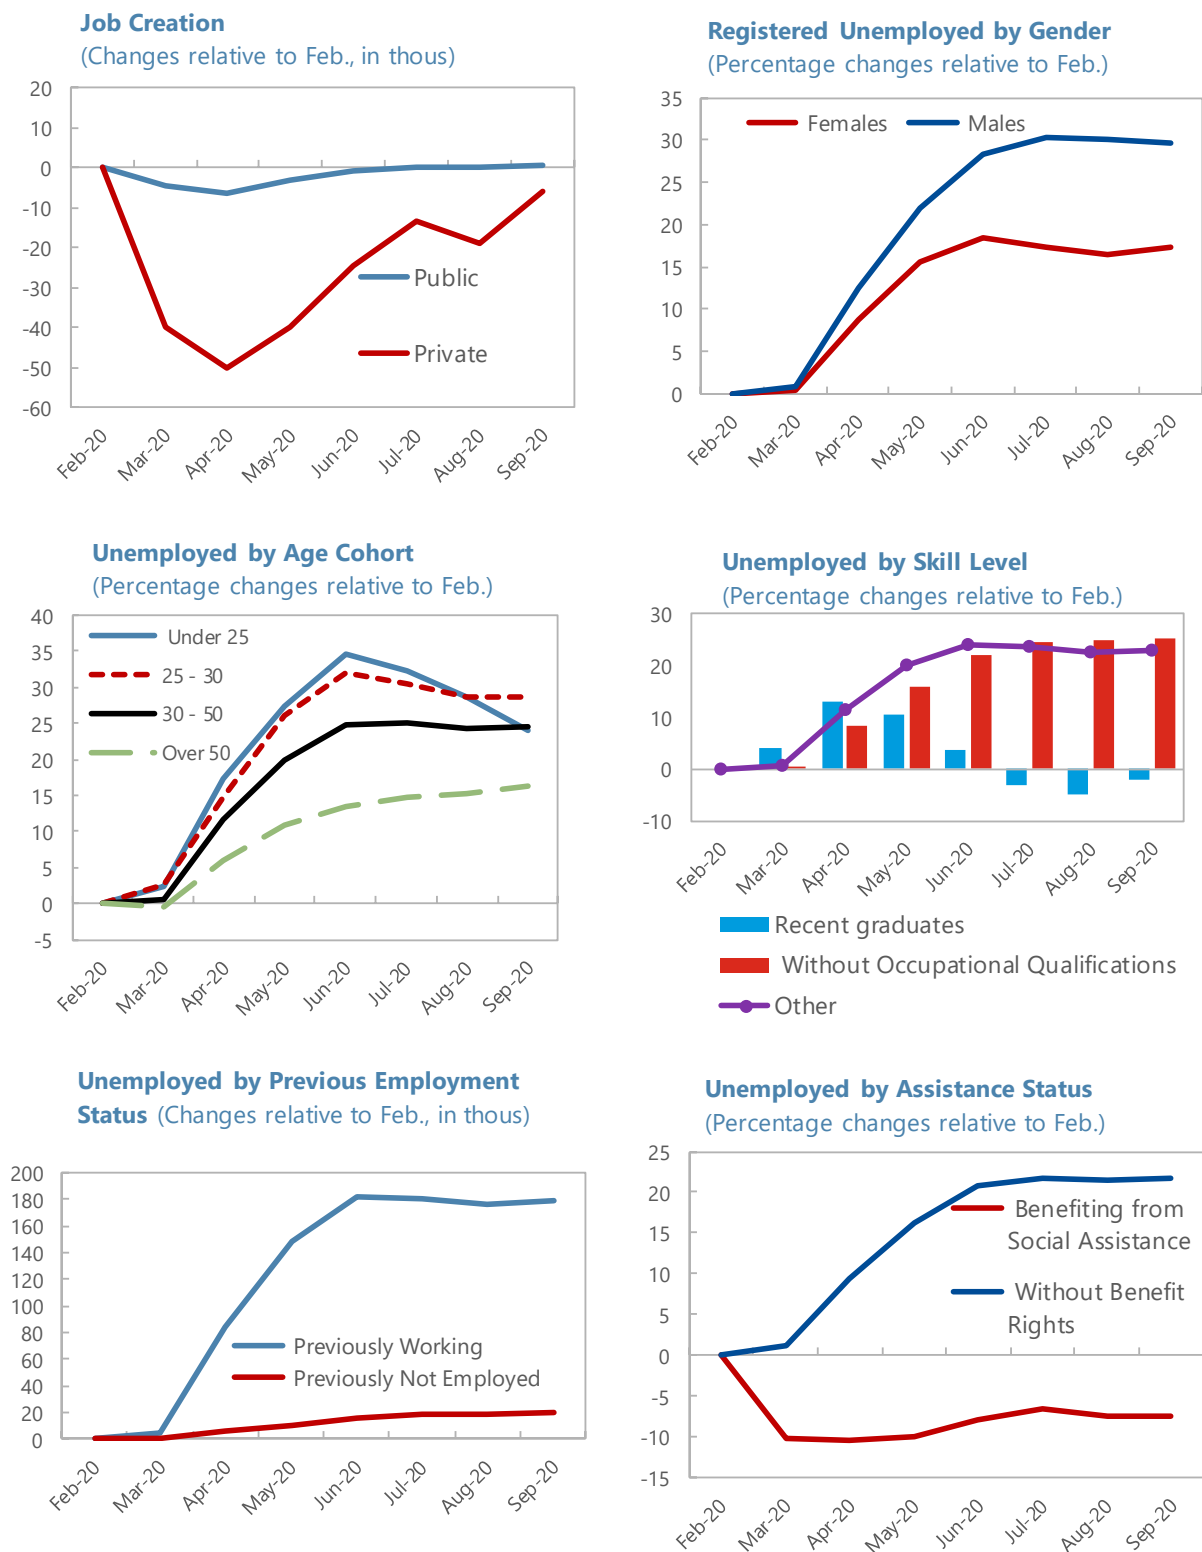 Job Creation
(Changes relative to Feb., in thous)
20
10
0
-10
-20
-30
-40
-50
-60
Public
Private
Feb-20
Mar-20
Apr-20
May-20
Jun-20
Jul-20
Aug-20
Sep-20
Registered Unemployed by Gender
(Percentage changes relative to Feb.)
35
30
25
20
15
10
5
0
Females
Males
Feb-20
Mar-20
Apr-20
May-20
Jun-20
Jul-20
Aug-20
Sep-20
Unemployed by Age Cohort
(Percentage changes relative to Feb.)
40
35
30
25
20
15
10
5
0
-5
Under 25
25 - 30
30 - 50
Over 50
Feb-20
Mar-20
Apr-20
May-20
Jun-20
Jul-20
Aug-20
Sep-20
Unemployed by Skill Level
(Percentage changes relative to Feb.)
30
20
10
0
-10
Feb-20
Mar-20
Apr-20
May-20
Jun-20
Jul-20
Aug-20
Sep-20
Recent graduates
Without Occupational Qualifications
Other
Unemployed by Previous Employment
Status (Changes relative to Feb., in thous)
200
180
160
140
120
100
80
60
40
20
0
Previously Working
Previously Not Employed
Feb-20
Mar-20
Apr-20
May-20
Jun-20
Jul-20
Aug-20
Sep-20
Unemployed by Assistance Status
(Percentage changes relative to Feb.)
25
20
15
10
5
0
-5
-10
-15
Benefiting from
Social Assistance
Without Benefit
Rights
Feb-20
Mar-20
Apr-20
May-20
Jun-20
Jul-20
Aug-20
Sep-20